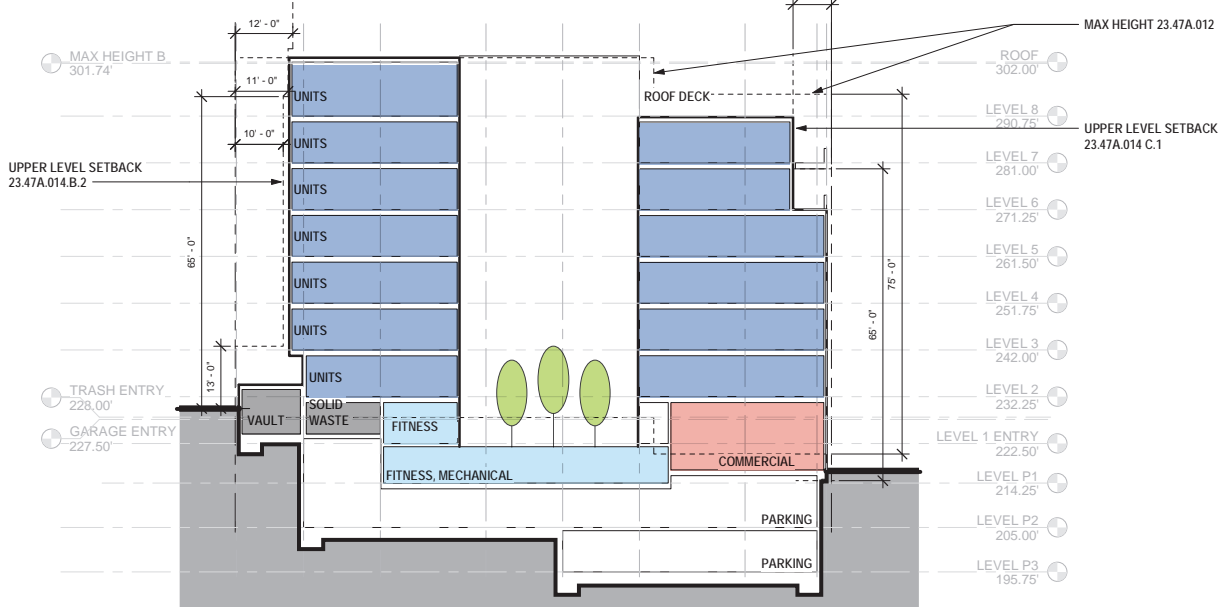 12' - 0"
MAX HEIGHT 23.47A.012
MAX HEIGHT B
301.74'
ROOF
302.00'
11' - 0"
UNITS
ROOF DECK
LEVEL 8
290.75'
10' - 0"
UNITS
UPPER LEVEL SETBACK
23.47A.014 C.1
UPPER LEVEL SETBACK
23.47A.014.B.2
UNITS
LEVEL 7
281.00'
LEVEL 6
271.25'
65' - 0"
UNITS
LEVEL 5
261.50'
75' - 0"
UNITS
LEVEL 4
251.75'
65' - 0"
UNITS
LEVEL 3
242.00'
13' - 0"
UNITS
LEVEL 2
232.25'
TRASH ENTRY
228.00'
GARAGE ENTRY
227.50'
VAULT
SOLID
WASTE
FITNESS
LEVEL 1 ENTRY
222.50'
COMMERCIAL
FITNESS, MECHANICAL
LEVEL P1
214.25'
PARKING
LEVEL P2
205.00'
PARKING
LEVEL P3
195.75'